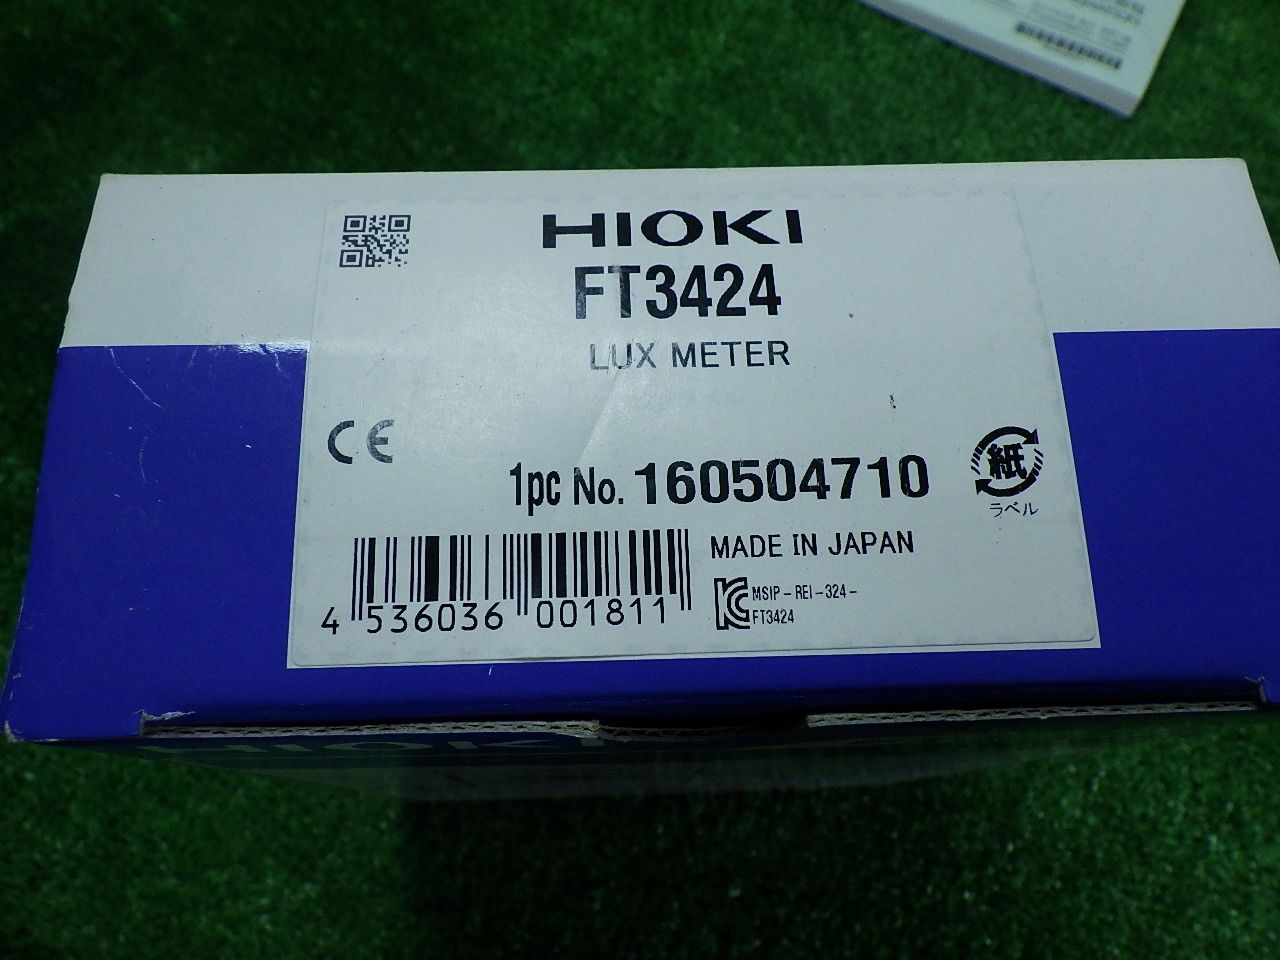 HIOKI
FT3424
LUX METER
CE
1pc No. 160504710
紙
ラベル
MADE IN JAPAN
MSIP-REI-324-
FT3424
4 536036 001811
HIOKI